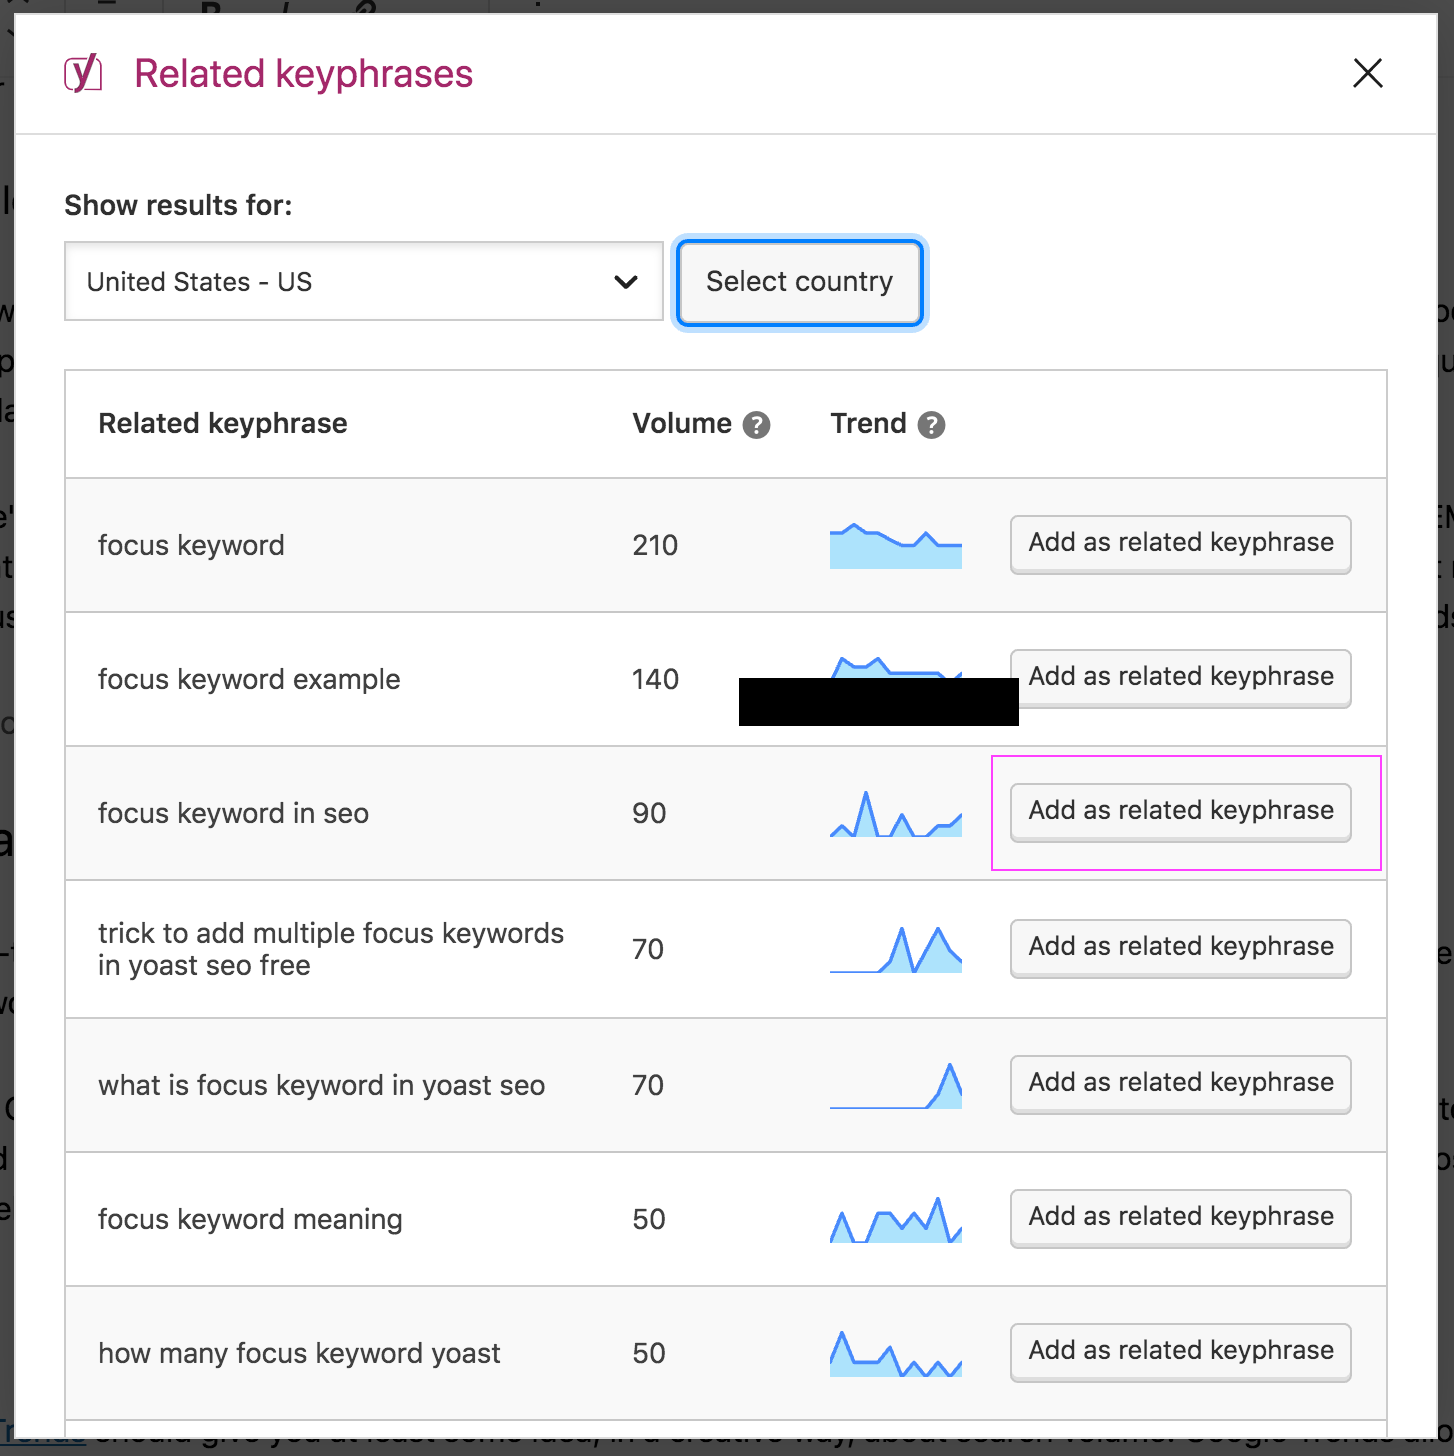 Related keyphrases
Show results for:
United States - US
Select country
Related keyphrase Volume ? Trend ?
focus keyword 210 Add as related keyphrase
focus keyword example 140 Add as related keyphrase
focus keyword in seo 90 Add as related keyphrase
trick to add multiple focus keywords
in yoast seo free 70 Add as related keyphrase
what is focus keyword in yoast seo 70 Add as related keyphrase
focus keyword meaning 50 Add as related keyphrase
how many focus keyword yoast 50 Add as related keyphrase